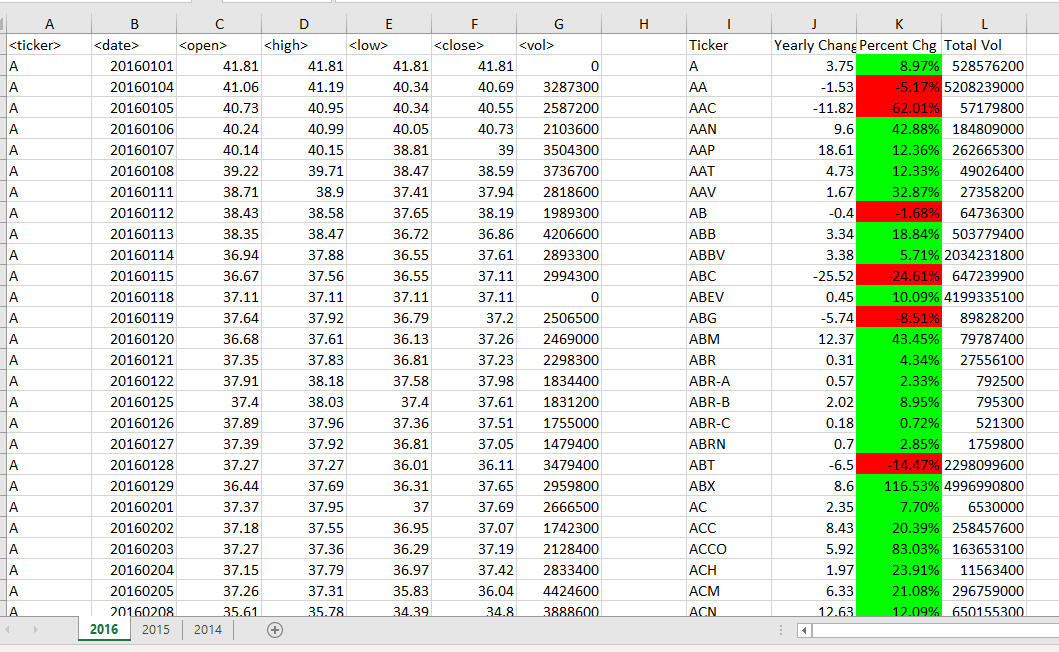 A B C D E F G H I J K L
<ticker> <date> <open> <high> <low> <close> <vol> Ticker Yearly Chang Percent Chg Total Vol
A 20160101 41.81 41.81 41.81 41.81 0 A 3.75 8.97% 528576200
A 20160104 41.06 41.19 40.34 40.69 3287300 AA -1.53 -5.17% 5208239000
A 20160105 40.73 40.95 40.34 40.55 2587200 AAC -11.82 -62.01% 57179800
A 20160106 40.24 40.99 40.05 40.73 2103600 AAN 9.6 42.88% 184809000
A 20160107 40.14 40.15 38.81 39 3504300 AAP 18.61 12.36% 262665300
A 20160108 39.22 39.71 38.47 38.59 3736700 AAT 4.73 12.33% 49026400
A 20160111 38.71 38.9 37.41 37.94 2818600 AAV 1.67 32.87% 27358200
A 20160112 38.43 38.58 37.65 38.19 1989300 AB -0.4 -1.68% 64736300
A 20160113 38.35 38.47 36.72 36.86 4206600 ABB 3.34 18.84% 503779400
A 20160114 36.94 37.88 36.55 37.61 2893300 ABBV 3.38 5.71% 2034231800
A 20160115 36.67 37.56 36.55 37.11 2994300 ABC -25.52 -24.61% 647239900
A 20160118 37.11 37.11 37.11 37.11 0 ABEV 0.45 10.09% 4199335100
A 20160119 37.64 37.92 36.79 37.2 2506500 ABG -5.74 -8.51% 89828200
A 20160120 36.68 37.61 36.13 37.26 2469000 ABM 12.37 43.45% 79787400
A 20160121 37.35 37.83 36.81 37.23 2298300 ABR 0.31 4.34% 27556100
A 20160122 37.91 38.18 37.58 37.98 1834400 ABR-A 0.57 2.33% 792500
A 20160125 37.4 38.03 37.4 37.61 1831200 ABR-B 2.02 8.95% 795300
A 20160126 37.89 37.96 37.36 37.51 1755000 ABR-C 0.18 0.72% 521300
A 20160127 37.39 37.92 36.81 37.05 1479400 ABRN 0.7 2.85% 1759800
A 20160128 37.27 37.27 36.01 36.11 3479400 ABT -6.5 -14.47% 2298099600
A 20160129 36.44 37.69 36.31 37.65 2959800 ABX 8.6 116.53% 4996990800
A 20160201 37.37 37.95 37 37.69 2666500 AC 2.35 7.70% 6530000
A 20160202 37.18 37.55 36.95 37.07 1742300 ACC 8.43 20.39% 258457600
A 20160203 37.27 37.36 36.29 37.19 2128400 ACCO 5.92 83.03% 163653100
A 20160204 37.15 37.79 36.97 37.42 2833400 ACH 1.97 23.91% 11563400
A 20160205 37.26 37.31 35.83 36.04 4424600 ACM 6.33 21.08% 296759000
A 20160208 35.61 35.78 34.39 34.8 3888600 ACN 12.63 12.09% 650155300
2016 2015 2014